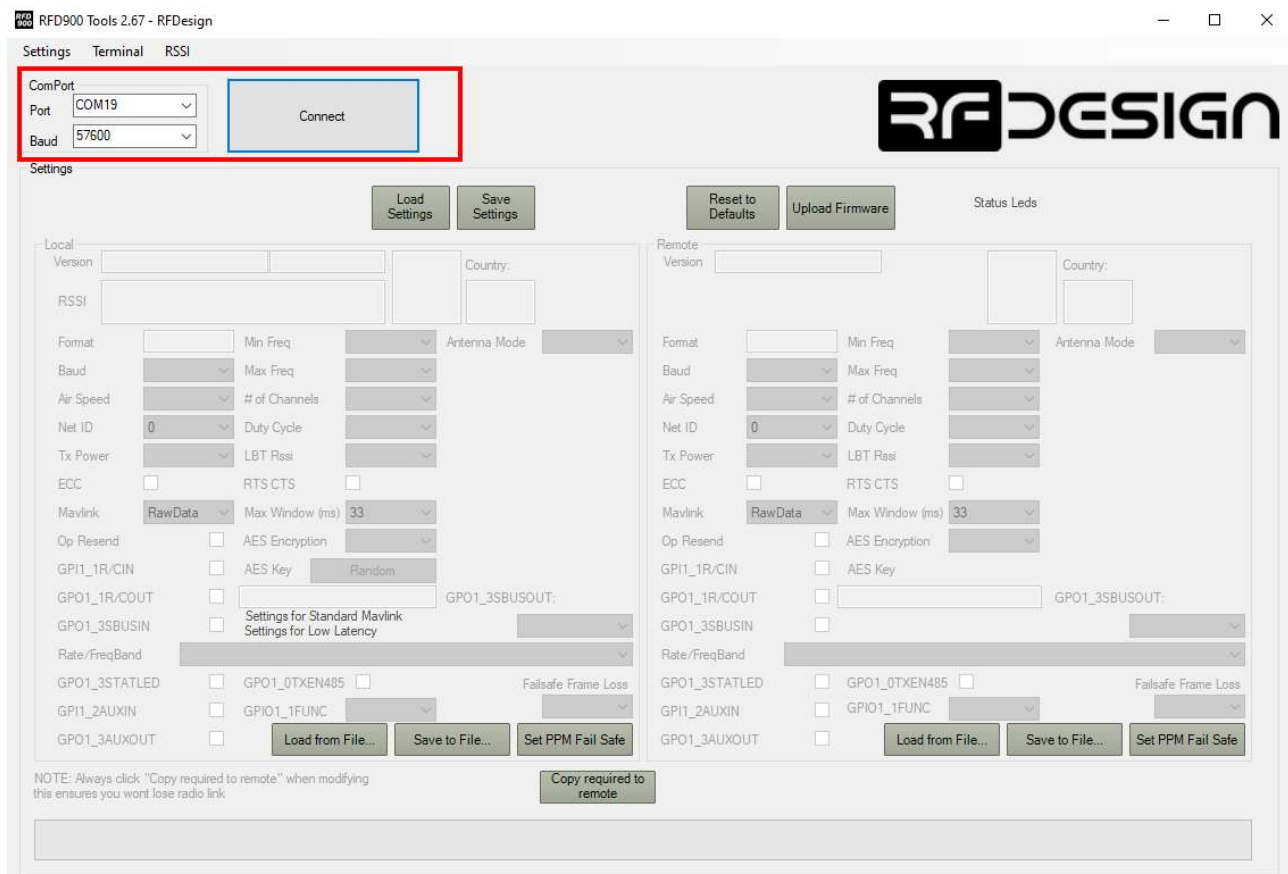 RFD900 Tools 2.67 - RFDesign
Settings Terminal RSSI
ComPort
Port COM19
Baud 57600
Connect
RFDESIGN
Settings
Load Settings
Save Settings
Reset to Defaults
Upload Firmware
Status Leds
Local
Version
Country:
RSSI
Format Min Freq Antenna Mode
Baud Max Freq
Air Speed # of Channels
Net ID 0 Duty Cycle
Tx Power LBT Rssi
ECC RTS CTS
Mavlink RawData Max Window (ms) 33
Op Resend AES Encryption
GPI1_1R/CIN AES Key Random
GPO1_1R/COUT GPO1_3SBUSOUT:
GPO1_3SBUSIN
Settings for Standard Mavlink
Settings for Low Latency
Rate/FreqBand
GPO1_3STATLED GPO1_0TXEN485 Failsafe Frame Loss
GPI1_2AUXIN GPIO1_1FUNC
GPO1_3AUXOUT Load from File... Save to File... Set PPM Fail Safe
Remote
Version
Country:
Format Min Freq Antenna Mode
Baud Max Freq
Air Speed # of Channels
Net ID 0 Duty Cycle
Tx Power LBT Rssi
ECC RTS CTS
Mavlink RawData Max Window (ms) 33
Op Resend AES Encryption
GPI1_1R/CIN AES Key
GPO1_1R/COUT GPO1_3SBUSOUT:
GPO1_3SBUSIN
Rate/FreqBand
GPO1_3STATLED GPO1_0TXEN485 Failsafe Frame Loss
GPI1_2AUXIN GPIO1_1FUNC
GPO1_3AUXOUT Load from File... Save to File... Set PPM Fail Safe
NOTE: Always click "Copy required to remote" when modifying
this ensures you wont lose radio link
Copy required to
remote